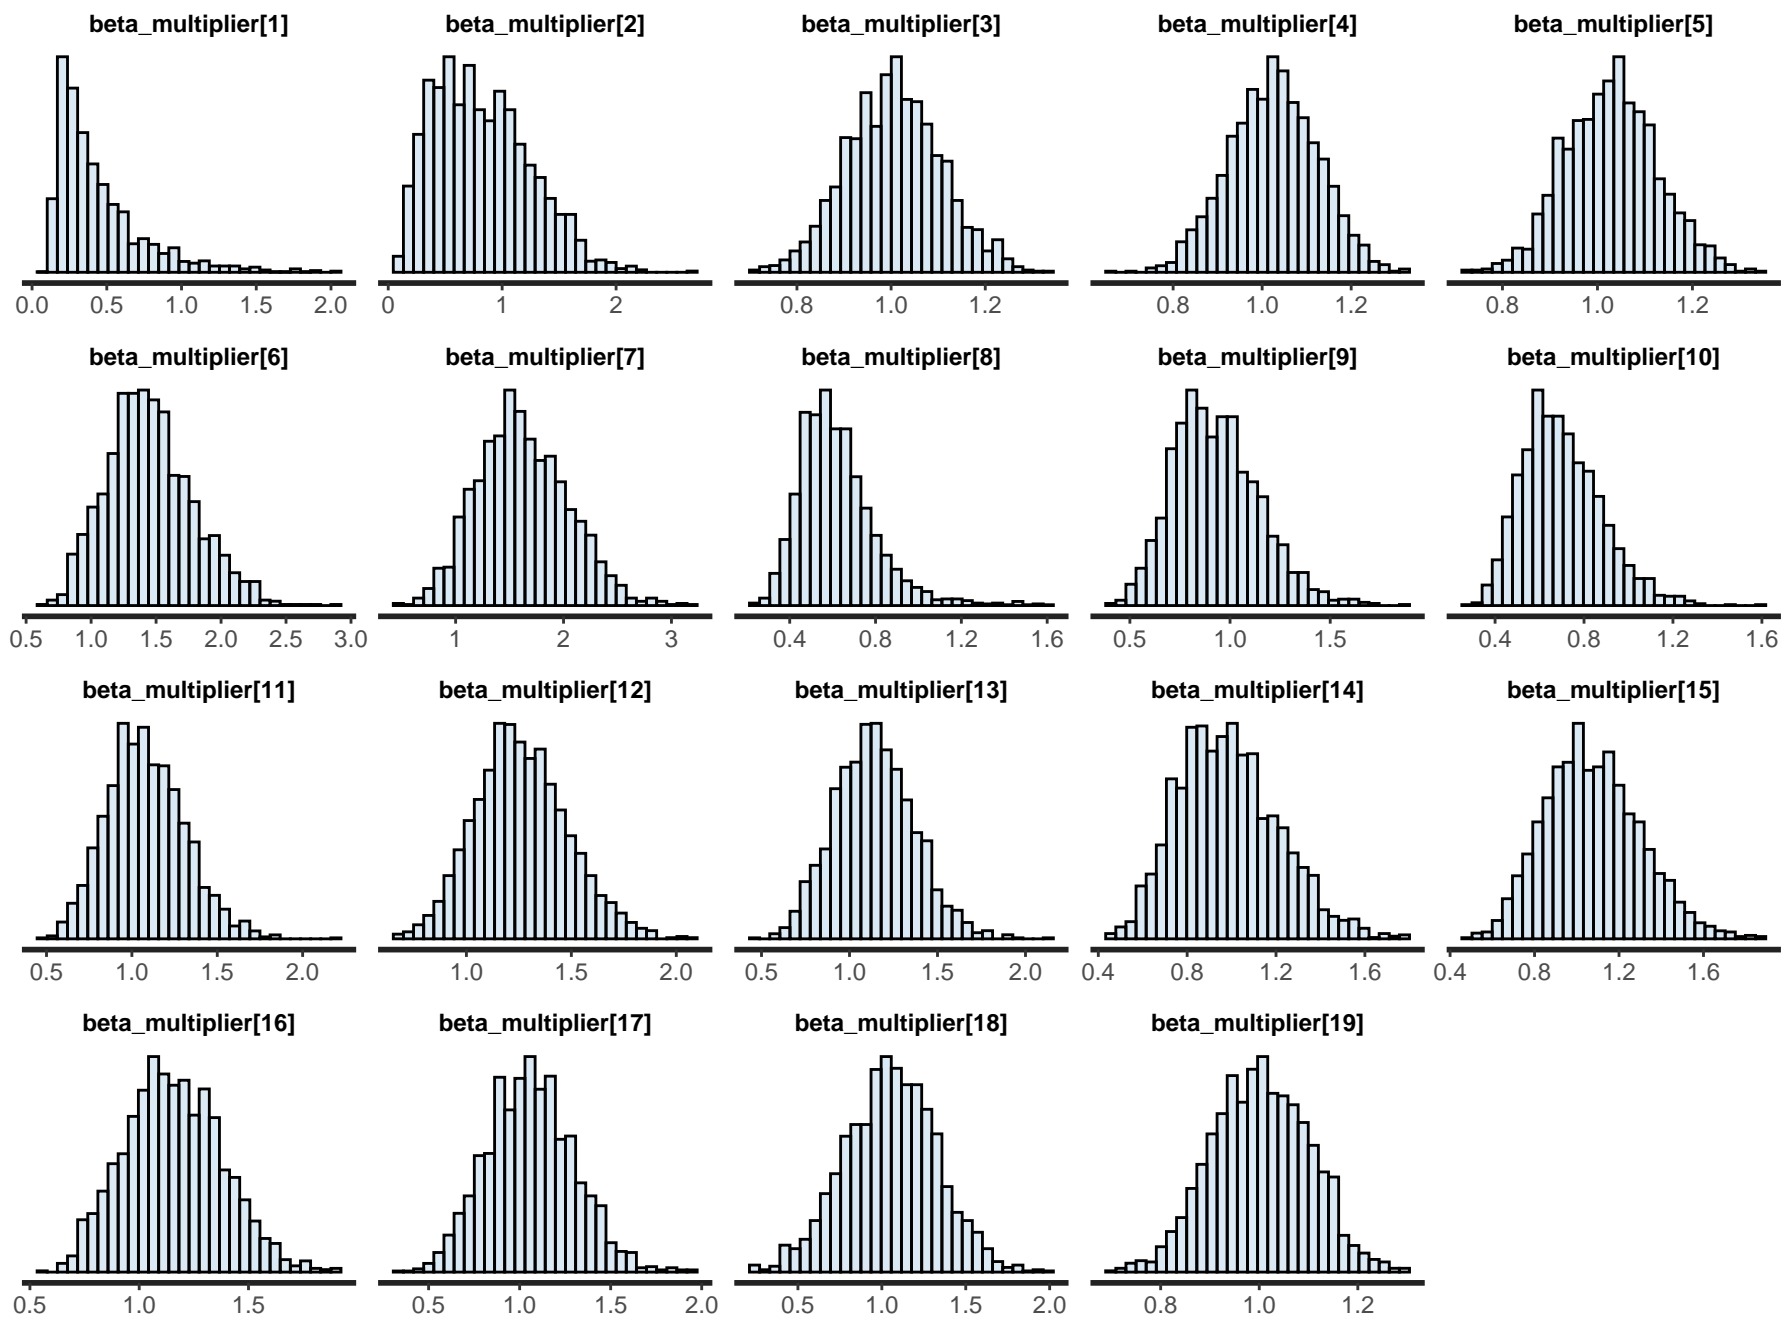 beta_multiplier[1] beta_multiplier[2] beta_multiplier[3] beta_multiplier[4] beta_multiplier[5]
0.0 0.5 1.0 1.5 2.0 0 1 2 0.8 1.0 1.2 0.8 1.0 1.2 0.8 1.0 1.2
beta_multiplier[6] beta_multiplier[7] beta_multiplier[8] beta_multiplier[9] beta_multiplier[10]
0.5 1.0 1.5 2.0 2.5 3.0 1 2 3 0.4 0.8 1.2 1.6 0.5 1.0 1.5 0.4 0.8 1.2 1.6
beta_multiplier[11] beta_multiplier[12] beta_multiplier[13] beta_multiplier[14] beta_multiplier[15]
0.5 1.0 1.5 2.0 1.0 1.5 2.0 0.5 1.0 1.5 2.0 0.4 0.8 1.2 1.6 0.4 0.8 1.2 1.6
beta_multiplier[16] beta_multiplier[17] beta_multiplier[18] beta_multiplier[19]
0.5 1.0 1.5 0.5 1.0 1.5 2.0 0.5 1.0 1.5 2.0 0.8 1.0 1.2